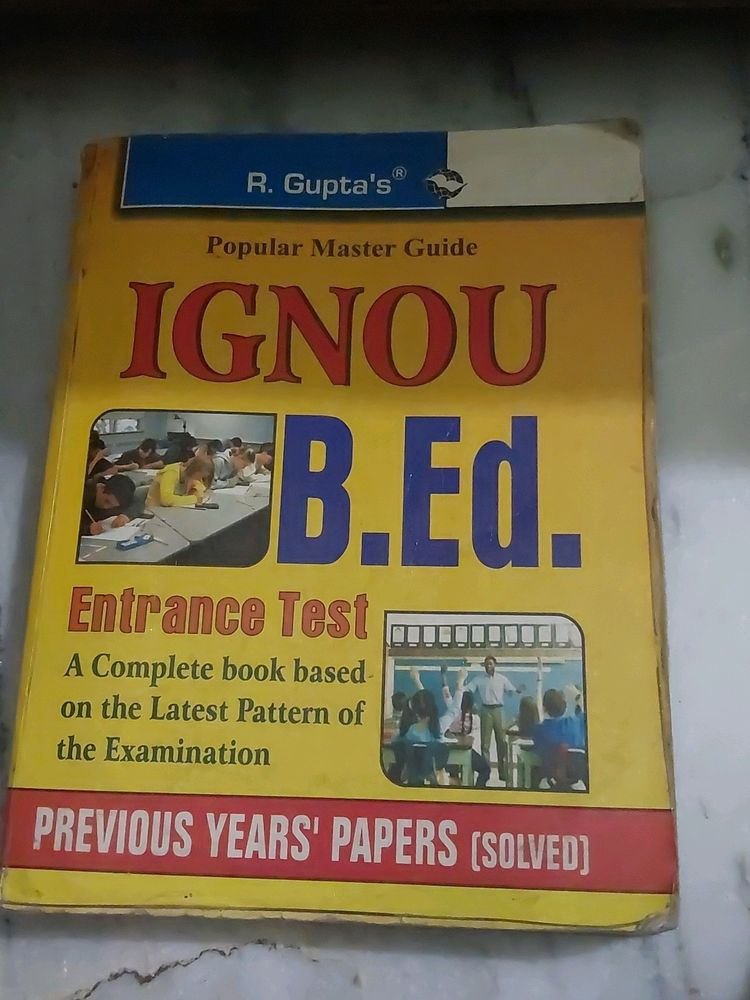 R. Gupta's®
Popular Master Guide
IGNOU
B.Ed.
Entrance Test
A Complete book based
on the Latest Pattern of
the Examination
PREVIOUS YEARS' PAPERS (SOLVED)